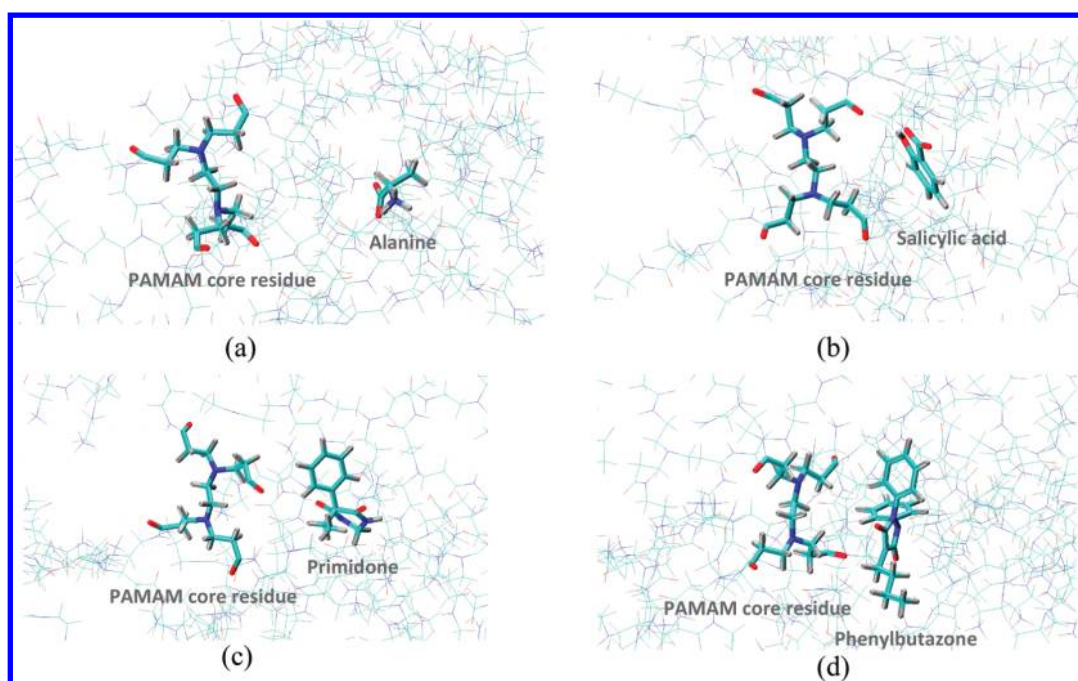 Alanine
PAMAM core residue
(a)
Salicylic acid
PAMAM core residue
(b)
Primidone
PAMAM core residue
(c)
PAMAM core residue
Phenylbutazone
(d)